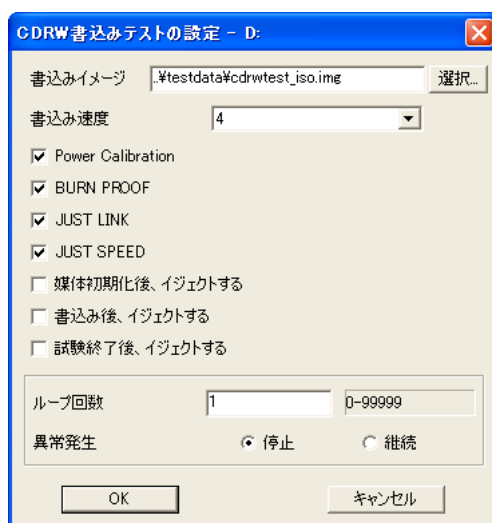 CDRW書込みテストの設定 - D:
書込みイメージ ..¥testdata¥cdrwtest_iso.img 選択...
書込み速度 4
Power Calibration
BURN PROOF
JUST LINK
JUST SPEED
媒体初期化後、イジェクトする
書込み後、イジェクトする
試験終了後、イジェクトする
ループ回数 1 0-99999
異常発生 停止 継続
OK キャンセル